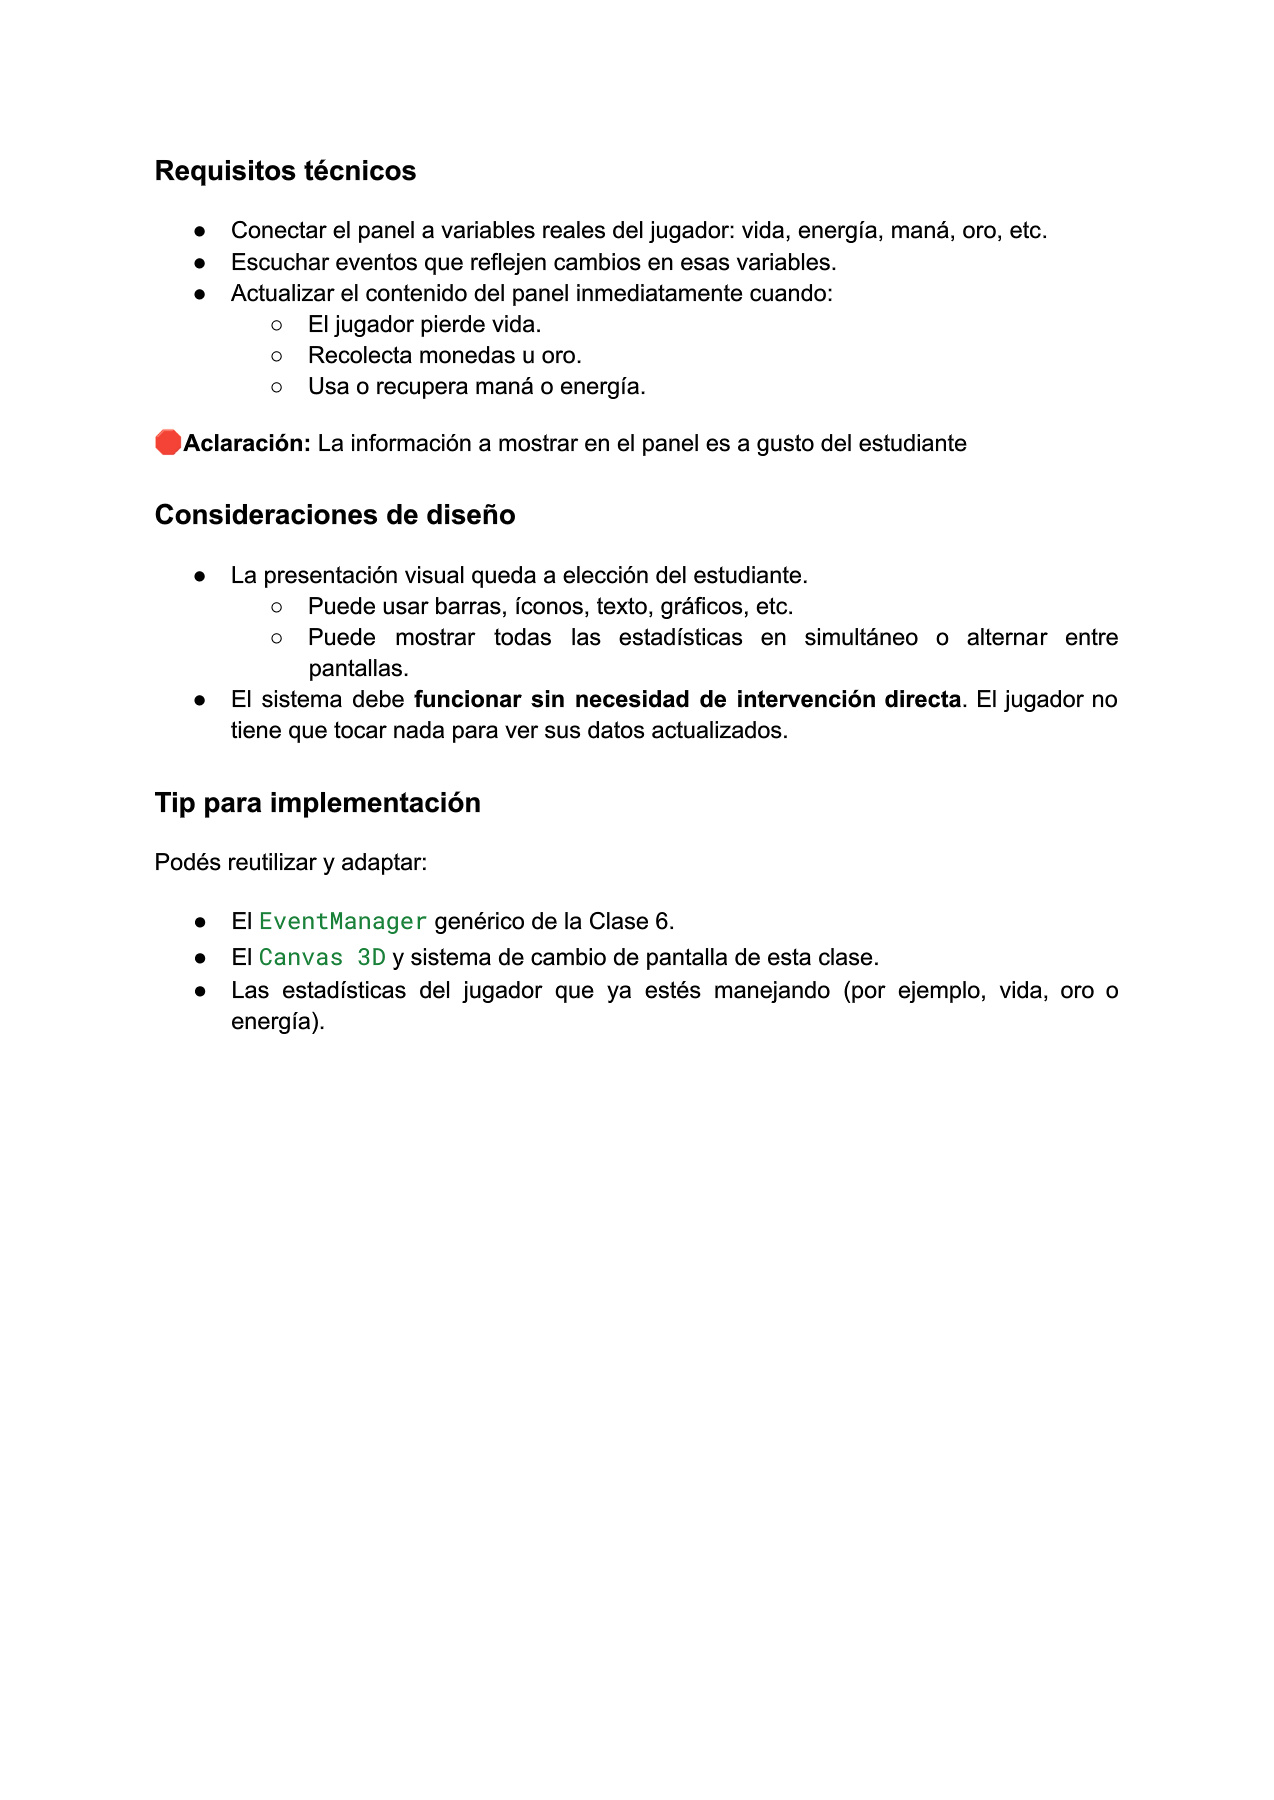 Requisitos técnicos
● Conectar el panel a variables reales del jugador: vida, energía, maná, oro, etc.
● Escuchar eventos que reflejen cambios en esas variables.
● Actualizar el contenido del panel inmediatamente cuando:
○ El jugador pierde vida.
○ Recolecta monedas u oro.
○ Usa o recupera maná o energía.
🛑Aclaración: La información a mostrar en el panel es a gusto del estudiante
Consideraciones de diseño
● La presentación visual queda a elección del estudiante.
○ Puede usar barras, íconos, texto, gráficos, etc.
○ Puede mostrar todas las estadísticas en simultáneo o alternar entre
pantallas.
● El sistema debe funcionar sin necesidad de intervención directa. El jugador no
tiene que tocar nada para ver sus datos actualizados.
Tip para implementación
Podés reutilizar y adaptar:
● El EventManager genérico de la Clase 6.
● El Canvas 3D y sistema de cambio de pantalla de esta clase.
● Las estadísticas del jugador que ya estés manejando (por ejemplo, vida, oro o
energía).